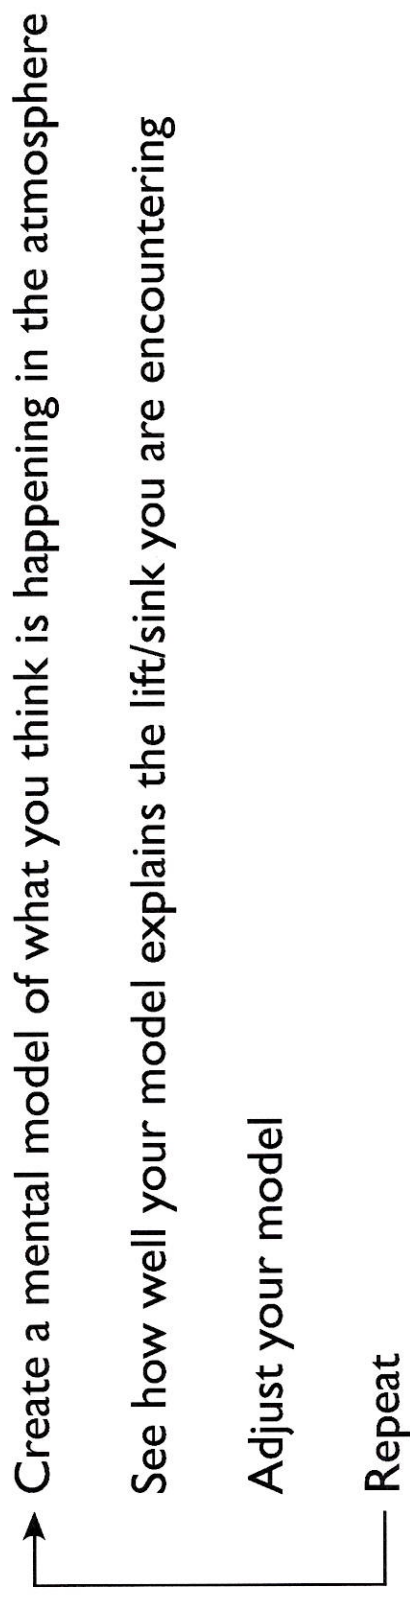 Create a mental model of what you think is happening in the atmosphere
See how well your model explains the lift/sink you are encountering
Adjust your model
Repeat